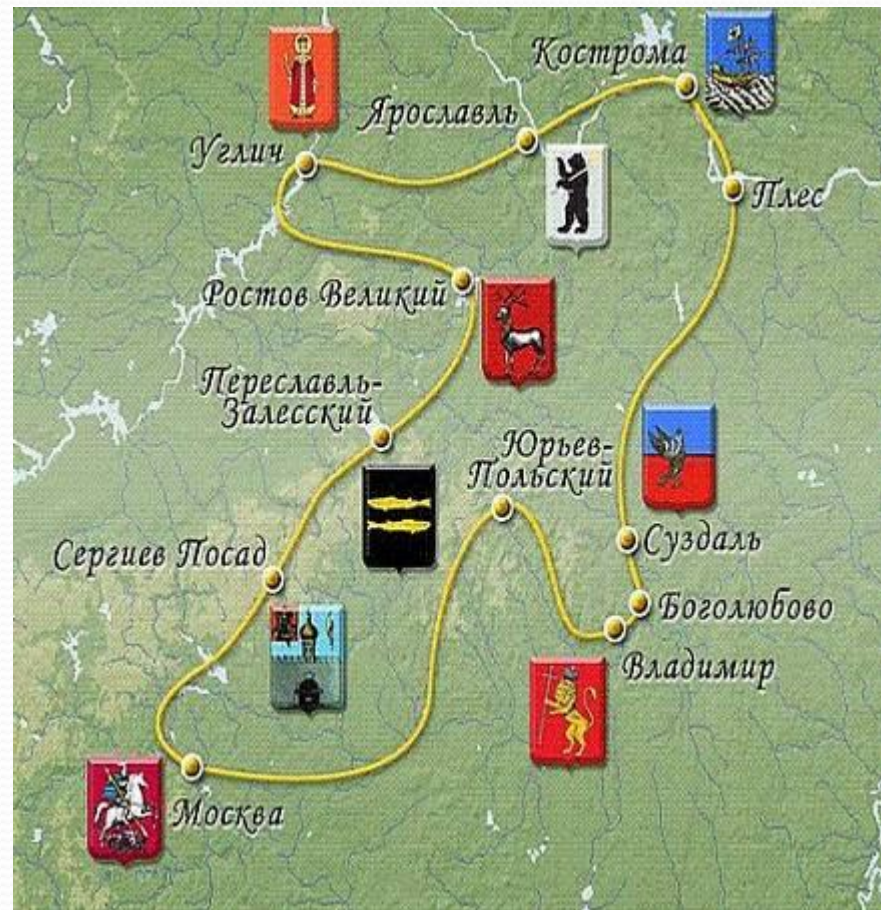 Кострома
Ярославль
Углич
Плес
Ростов Великий
Переславль-
Залесский
Юрьев-
Польский
Суздаль
Сергиев Посад
Боголюбово
Владимир
Москва